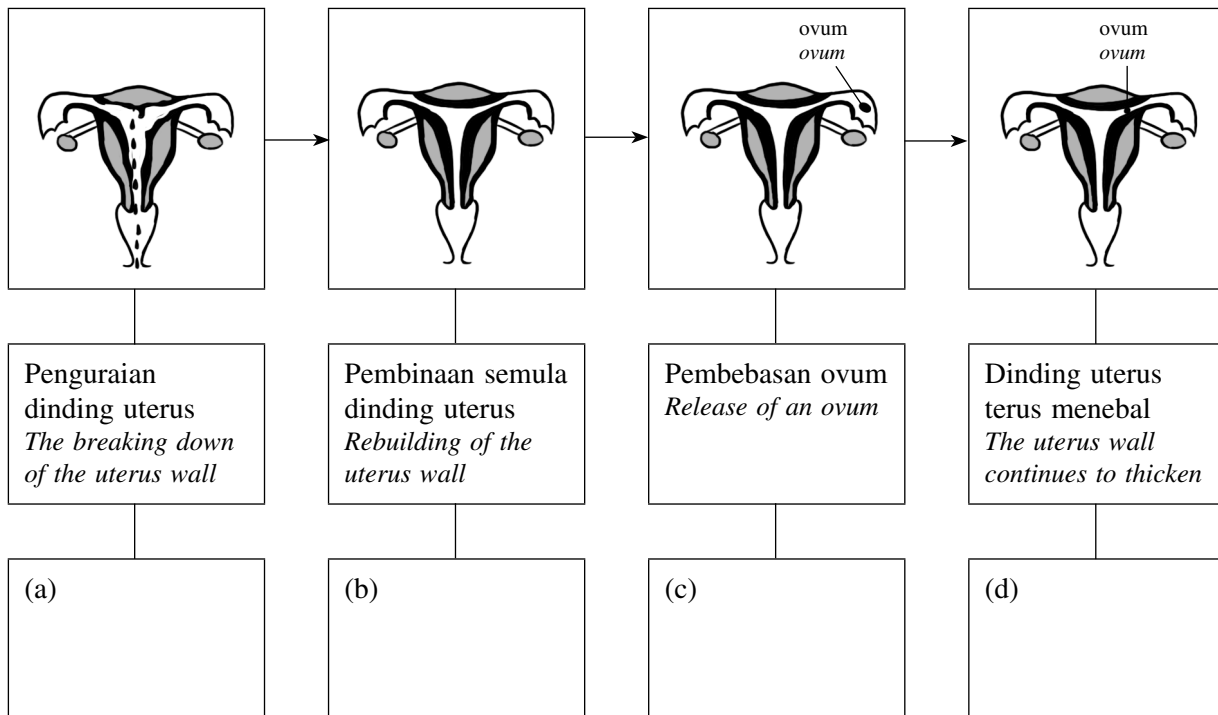 ovum
ovum
ovum
ovum
Penguraian
dinding uterus
The breaking down
of the uterus wall
Pembinaan semula
dinding uterus
Rebuilding of the
uterus wall
Pembebasan ovum
Release of an ovum
Dinding uterus
terus menebal
The uterus wall
continues to thicken
(a)
(b)
(c)
(d)